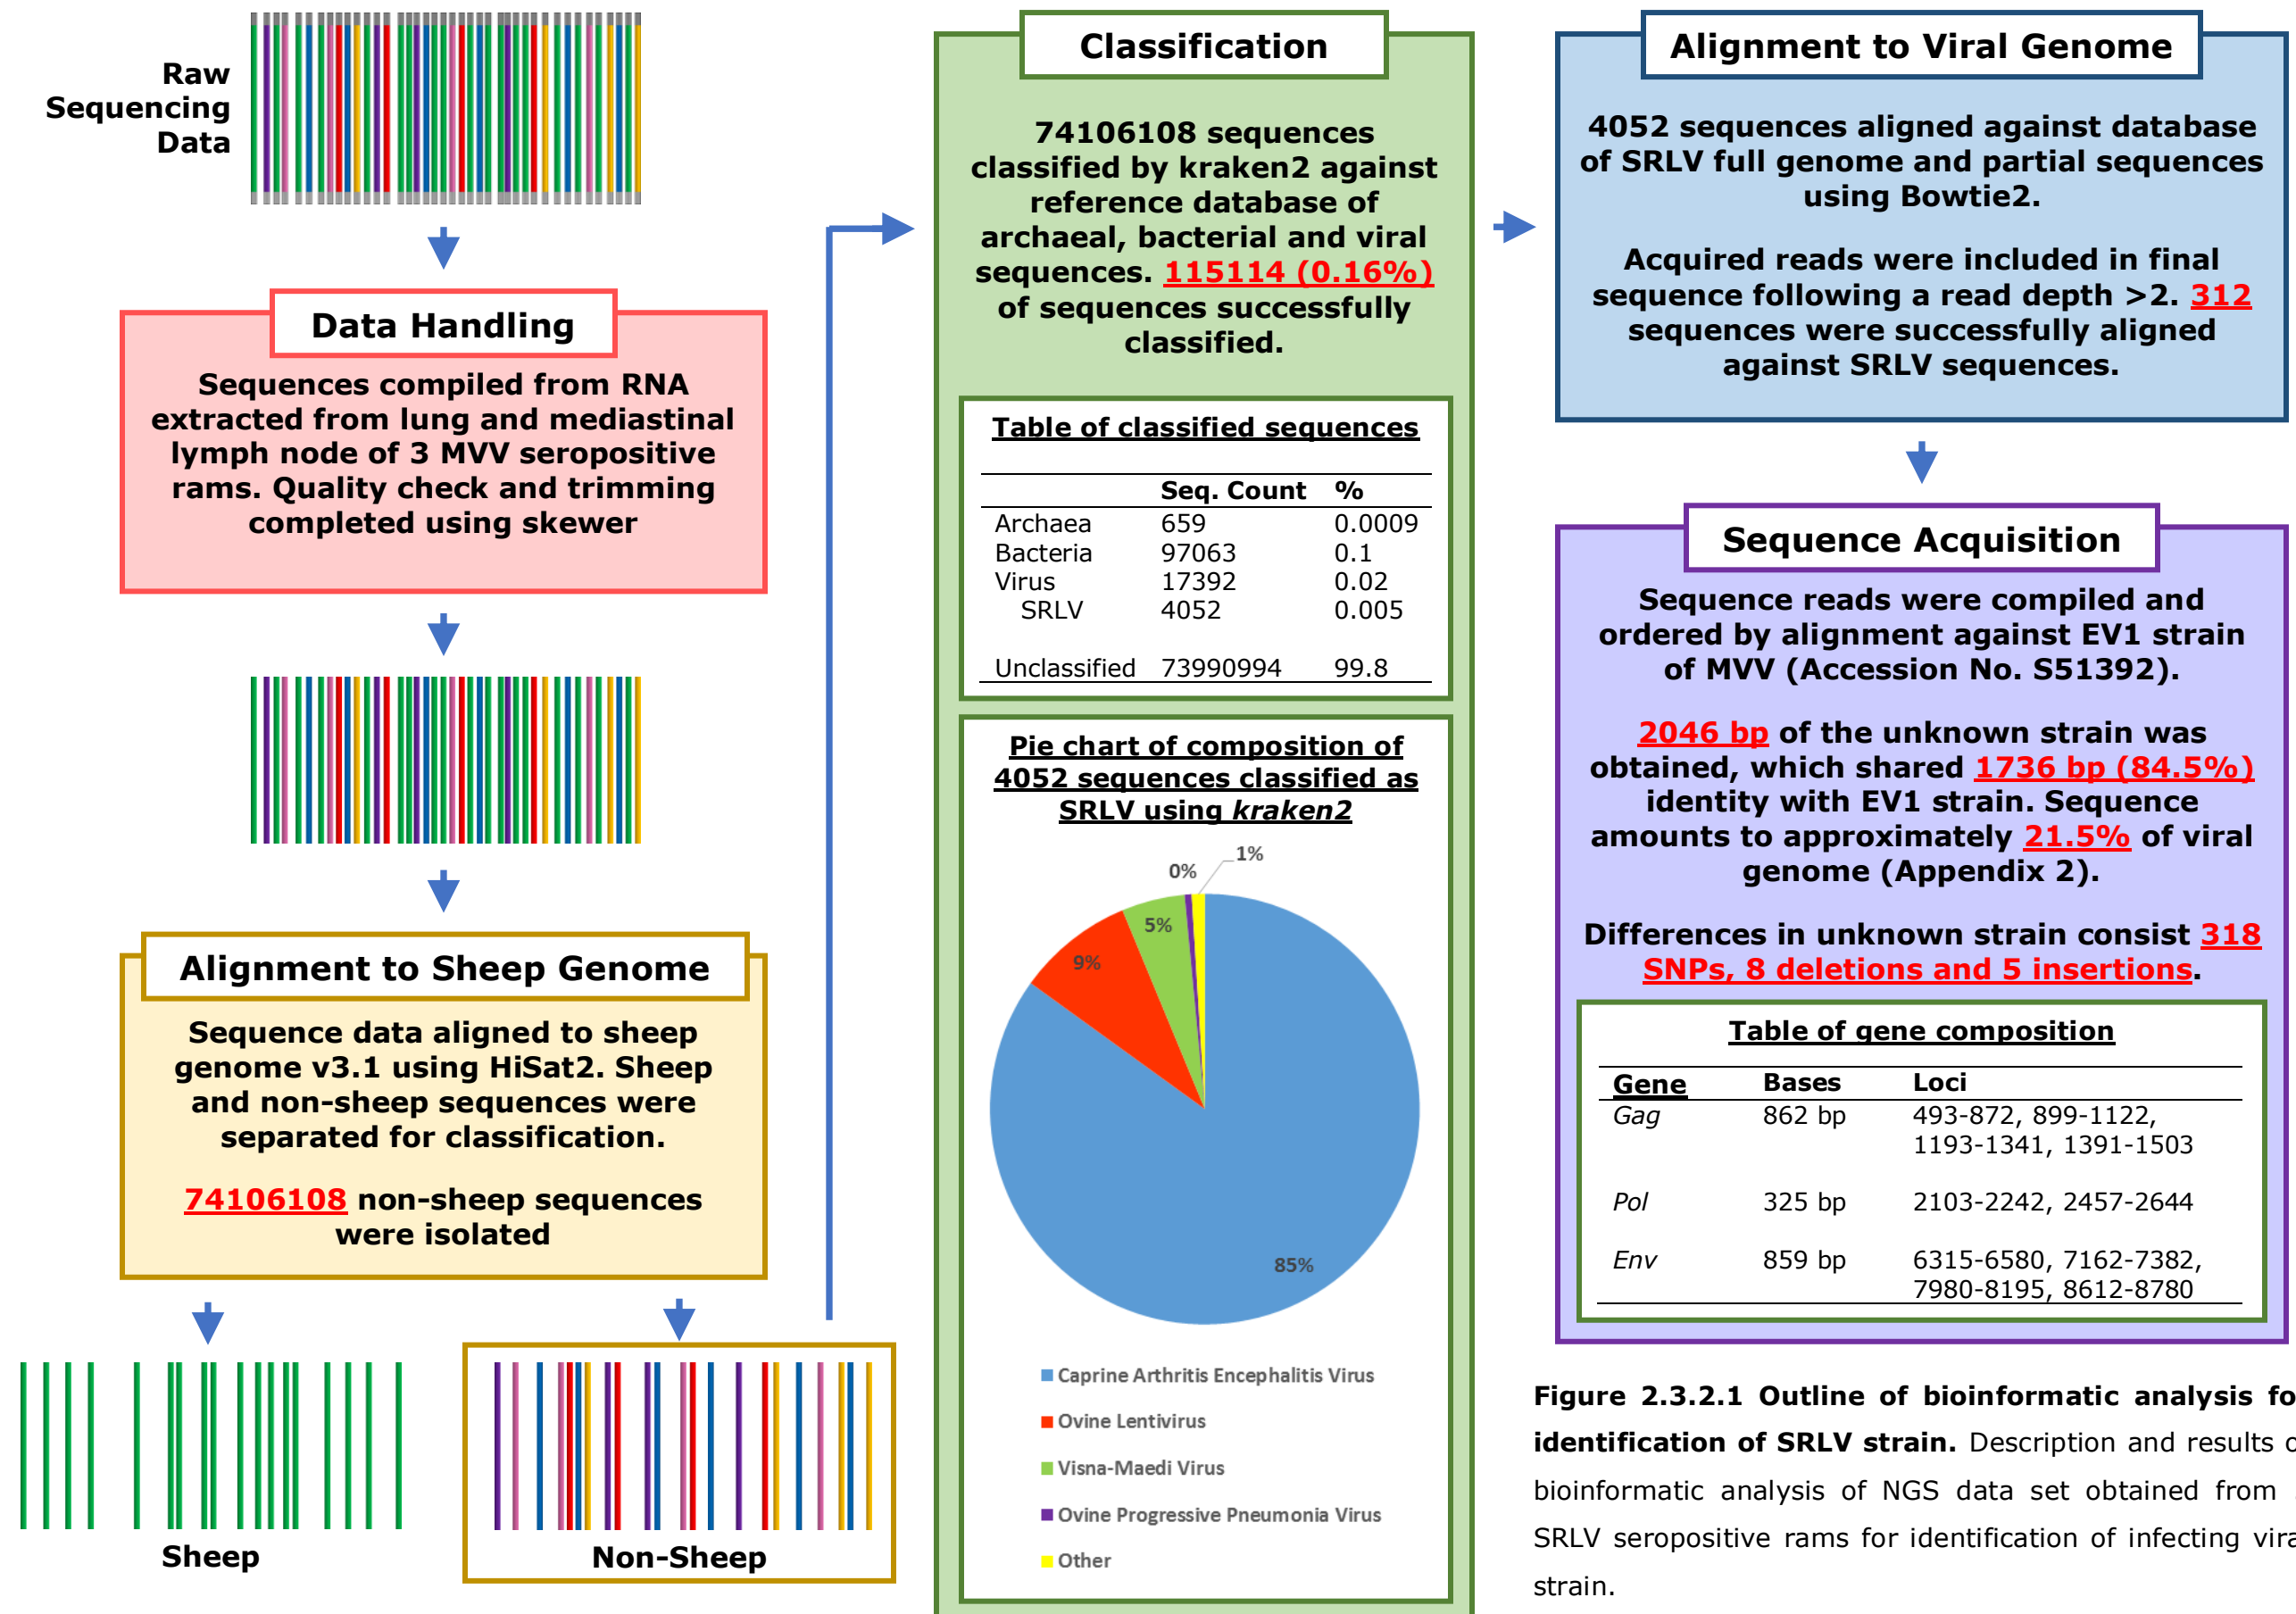 Raw
Sequencing
Data
Data Handling
Sequences compiled from RNA
extracted from lung and mediastinal
lymph node of 3 MVV seropositive
rams. Quality check and trimming
completed using skewer
Alignment to Sheep Genome
Sequence data aligned to sheep
genome v3.1 using HiSat2. Sheep
and non-sheep sequences were
separated for classification.
74106108 non-sheep sequences
were isolated
Sheep
Non-Sheep
Classification
74106108 sequences
classified by kraken2 against
reference database of
archaeal, bacterial and viral
sequences. 115114 (0.16%)
of sequences successfully
classified.
Table of classified sequences
Seq. Count %
Archaea 659 0.0009
Bacteria 97063 0.1
Virus 17392 0.02
SRLV 4052 0.005
Unclassified 73990994 99.8
Pie chart of composition of
4052 sequences classified as
SRLV using kraken2
1%
0%
5%
9%
85%
Caprine Arthritis Encephalitis Virus
Ovine Lentivirus
Visna-Maedi Virus
Ovine Progressive Pneumonia Virus
Other
Alignment to Viral Genome
4052 sequences aligned against database
of SRLV full genome and partial sequences
using Bowtie2.
Acquired reads were included in final
sequence following a read depth >2. 312
sequences were successfully aligned
against SRLV sequences.
Sequence Acquisition
Sequence reads were compiled and
ordered by alignment against EV1 strain
of MVV (Accession No. S51392).
2046 bp of the unknown strain was
obtained, which shared 1736 bp (84.5%)
identity with EV1 strain. Sequence
amounts to approximately 21.5% of viral
genome (Appendix 2).
Differences in unknown strain consist 318
SNPs, 8 deletions and 5 insertions.
Table of gene composition
Gene Bases Loci
Gag 862 bp 493-872, 899-1122,
1193-1341, 1391-1503
Pol 325 bp 2103-2242, 2457-2644
Env 859 bp 6315-6580, 7162-7382,
7980-8195, 8612-8780
Figure 2.3.2.1 Outline of bioinformatic analysis fo
identification of SRLV strain. Description and results o
bioinformatic analysis of NGS data set obtained from
SRLV seropositive rams for identification of infecting vira
strain.